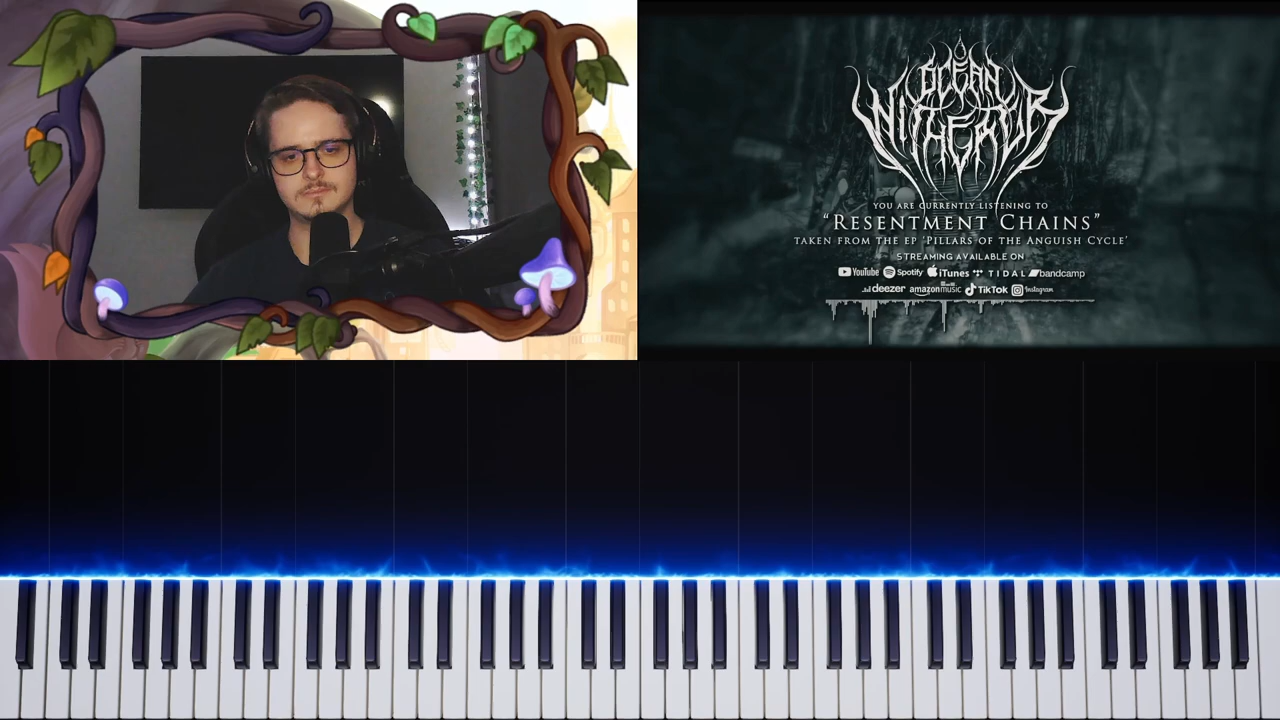 OCEAN
WITHERER
YOU ARE CURRENTLY LISTENING TO
“RESENTMENT CHAINS”
TAKEN FROM THE EP ‘PILLARS OF THE ANGUISH CYCLE’
STREAMING AVAILABLE ON
YouTube Spotify iTunes TIDAL bandcamp
deezer amazonmusic TikTok Instagram